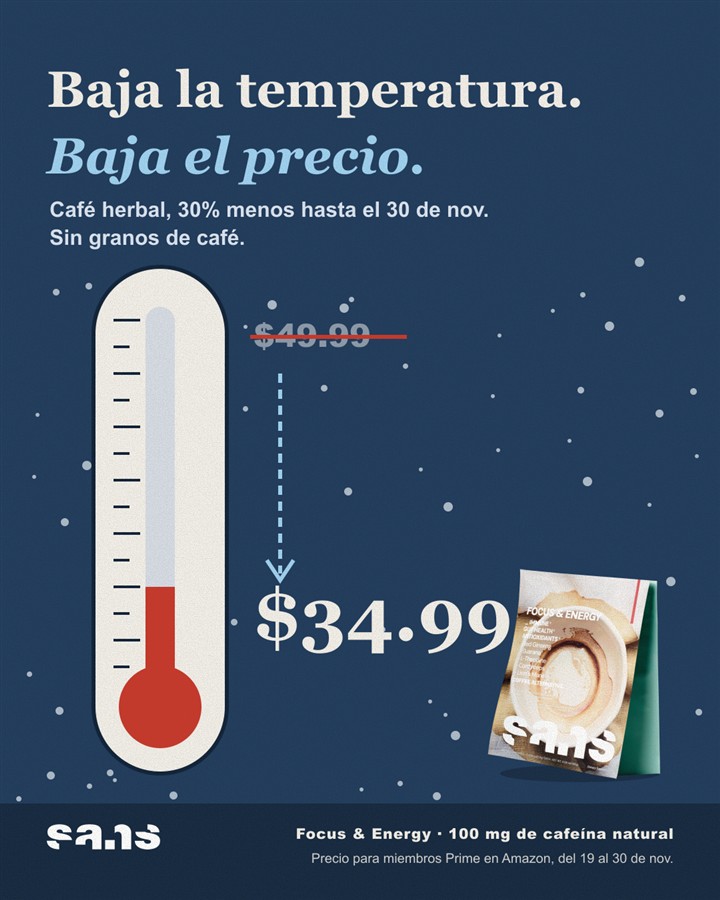 Baja la temperatura.
Baja el precio.
Café herbal, 30% menos hasta el 30 de nov.
Sin granos de café.
$49.99
$34.99
FOCUS & ENERGY
sans
sans
Focus & Energy · 100 mg de cafeína natural
Precio para miembros Prime en Amazon, del 19 al 30 de nov.